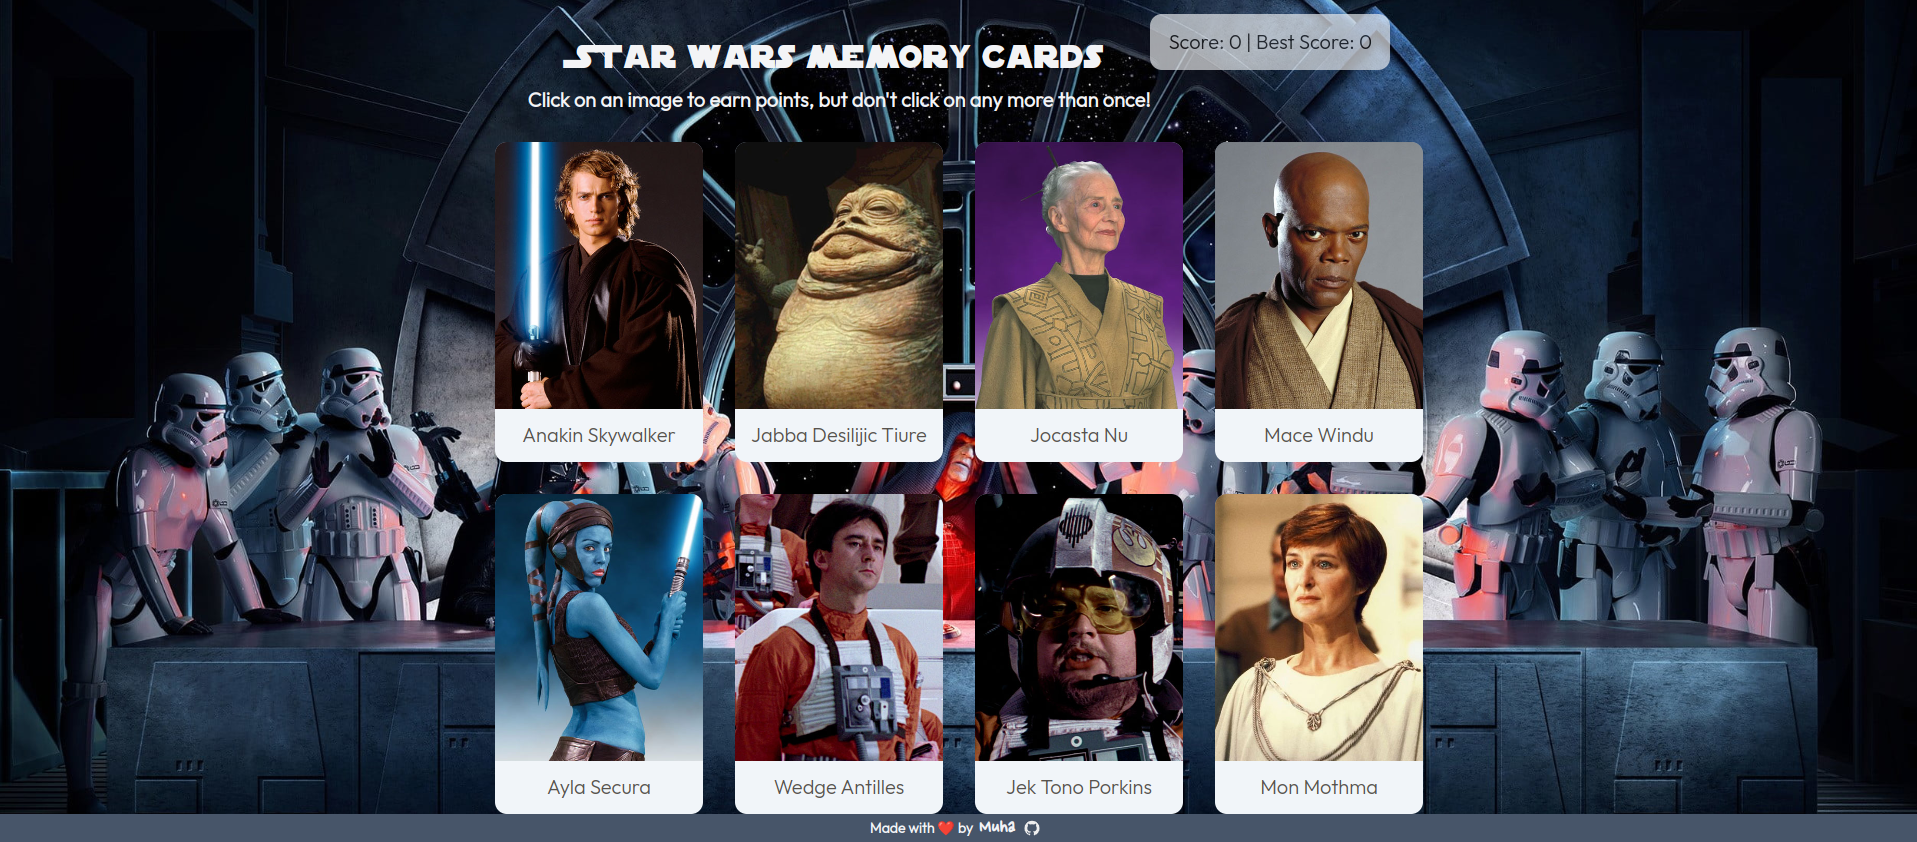 Star Wars Memory Cards
Score: 0 | Best Score: 0
Click on an image to earn points, but don't click on any more than once!
Anakin Skywalker
Jabba Desilijic Tiure
Jocasta Nu
Mace Windu
Ayla Secura
Wedge Antilles
Jek Tono Porkins
Mon Mothma
Made with ❤️ by Muha